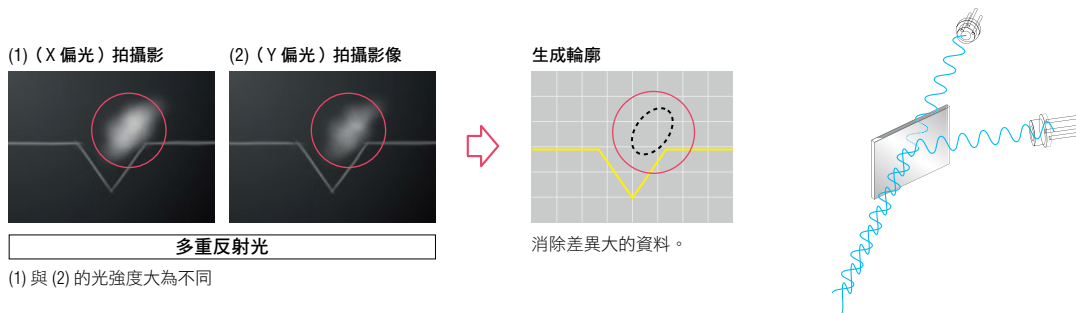 (1)（X 偏光）拍攝影
(2)（Y 偏光）拍攝影像
生成輪廓
多重反射光
消除差異大的資料。
(1) 與 (2) 的光強度大為不同